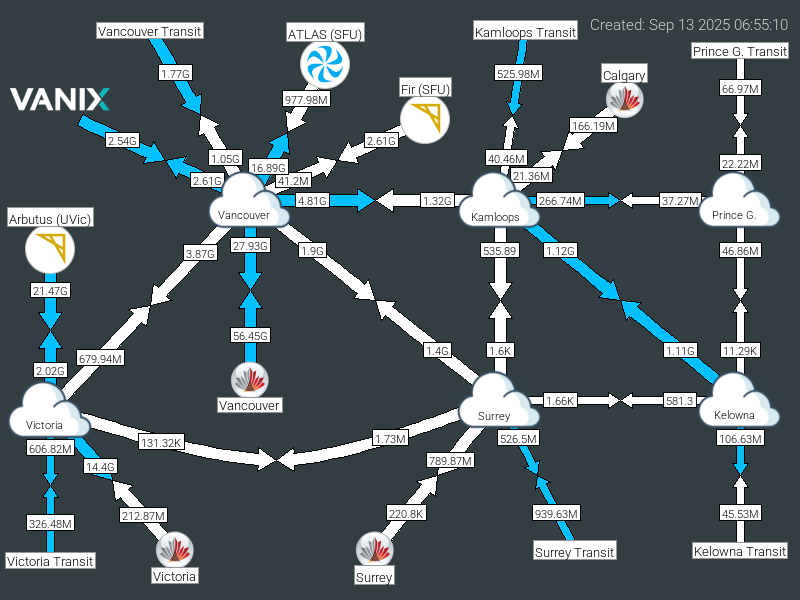 Created: Sep 13 2025 06:55:10
Vancouver Transit
ATLAS (SFU)
Kamloops Transit
Prince G. Transit
1.77G
525.98M
Calgary
66.97M
VANIX
977.98M
Fir (SFU)
2.54G
2.61G
166.19M
1.05G
40.46M
22.22M
16.89G
2.61G
41.2M
21.36M
4.81G
1.32G
266.74M
37.27M
Vancouver
Kamloops
Prince G.
Arbutus (UVic)
27.93G
3.87G
1.9G
535.89
1.12G
46.86M
21.47G
56.45G
679.94M
1.4G
1.6K
1.11G
11.29K
2.02G
Vancouver
1.66K
581.3
Victoria
Surrey
Kelowna
606.82M
131.32K
1.73M
526.5M
106.63M
14.4G
789.87M
326.48M
212.87M
220.8K
939.63M
45.53M
Victoria Transit
Victoria
Surrey
Surrey Transit
Kelowna Transit